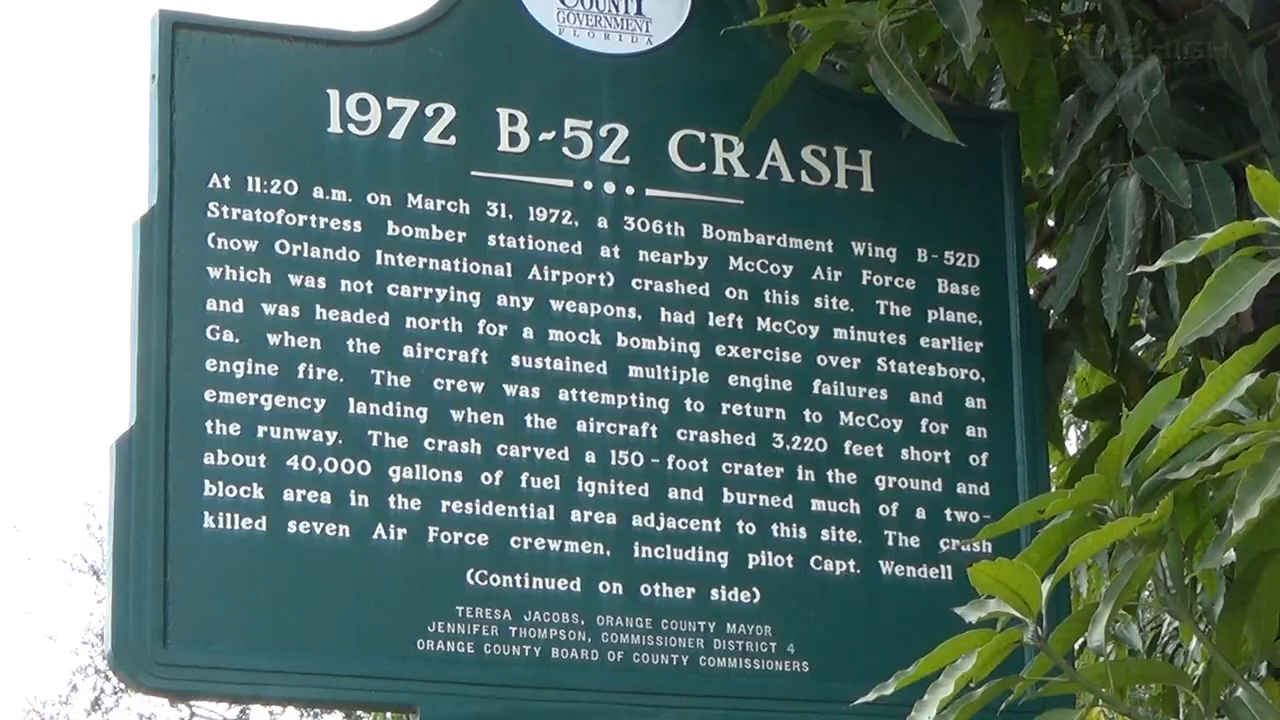 COUNTY
GOVERNMENT
FLORIDA
1972 B-52 CRASH
At 11:20 a.m. on March 31, 1972, a 306th Bombardment Wing B-52D
Stratofortress bomber stationed at nearby McCoy Air Force Base
(now Orlando International Airport) crashed on this site. The plane,
which was not carrying any weapons, had left McCoy minutes earlier
and was headed north for a mock bombing exercise over Statesboro,
Ga. when the aircraft sustained multiple engine failures and an
engine fire. The crew was attempting to return to McCoy for an
emergency landing when the aircraft crashed 3,220 feet short of
the runway. The crash carved a 150-foot crater in the ground and
about 40,000 gallons of fuel ignited and burned much of a two-
block area in the residential area adjacent to this site. The crash
killed seven Air Force crewmen, including pilot Capt. Wendell
(Continued on other side)
TERESA JACOBS, ORANGE COUNTY MAYOR
JENNIFER THOMPSON, COMMISSIONER DISTRICT 4
ORANGE COUNTY BOARD OF COUNTY COMMISSIONERS